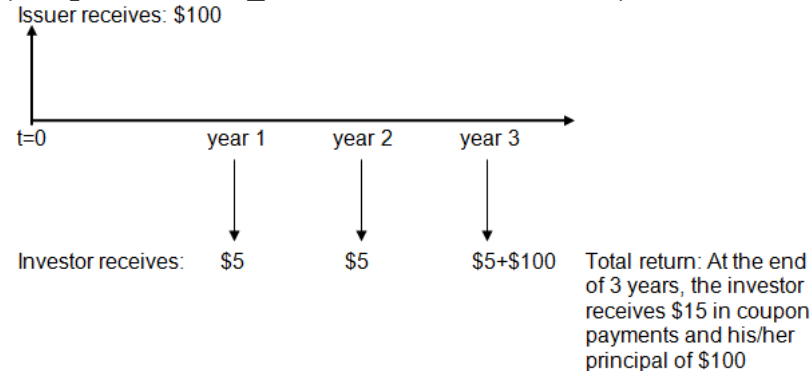 Issuer receives: $100
t=0 year 1 year 2 year 3
Investor receives: $5 $5 $5+$100 Total return: At the end
of 3 years, the investor
receives $15 in coupon
payments and his/her
principal of $100